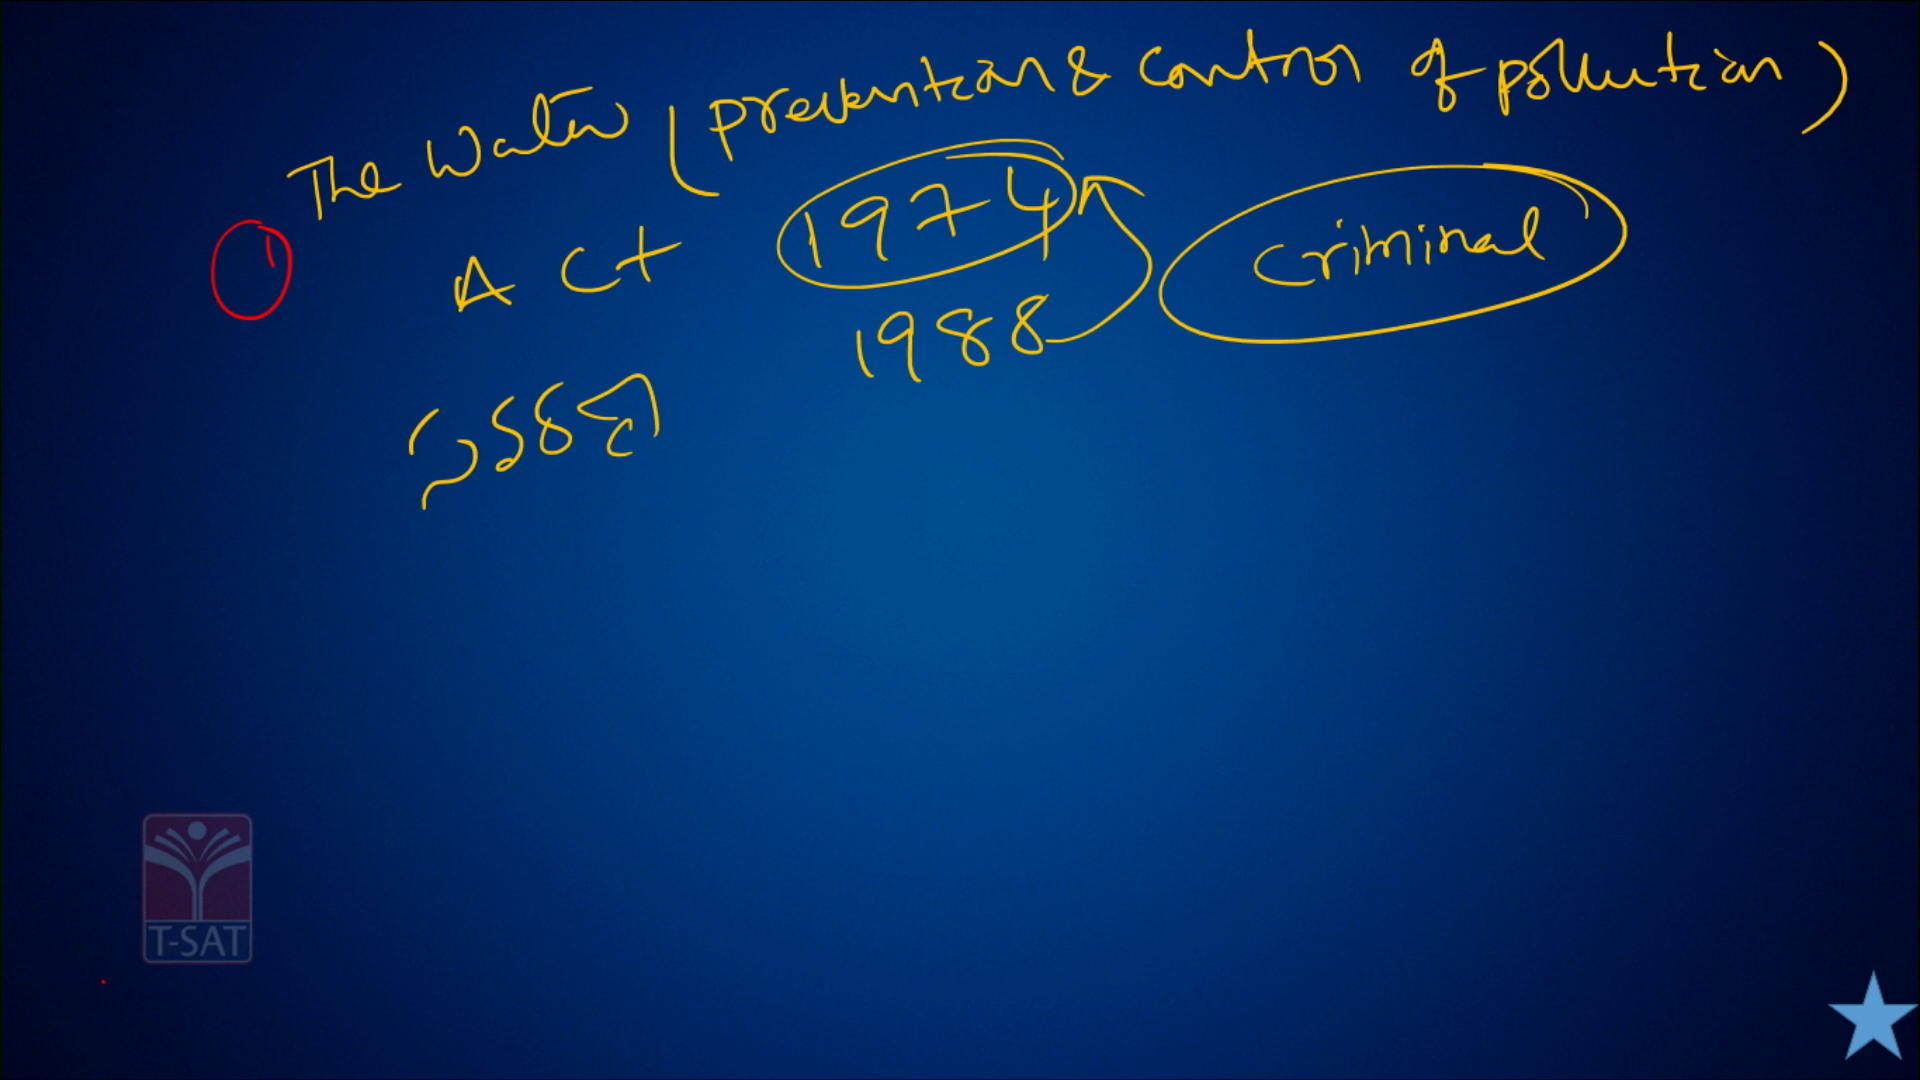 The Water (prevention & control of pollution)
1
Act 1974 criminal
1988
T-SAT